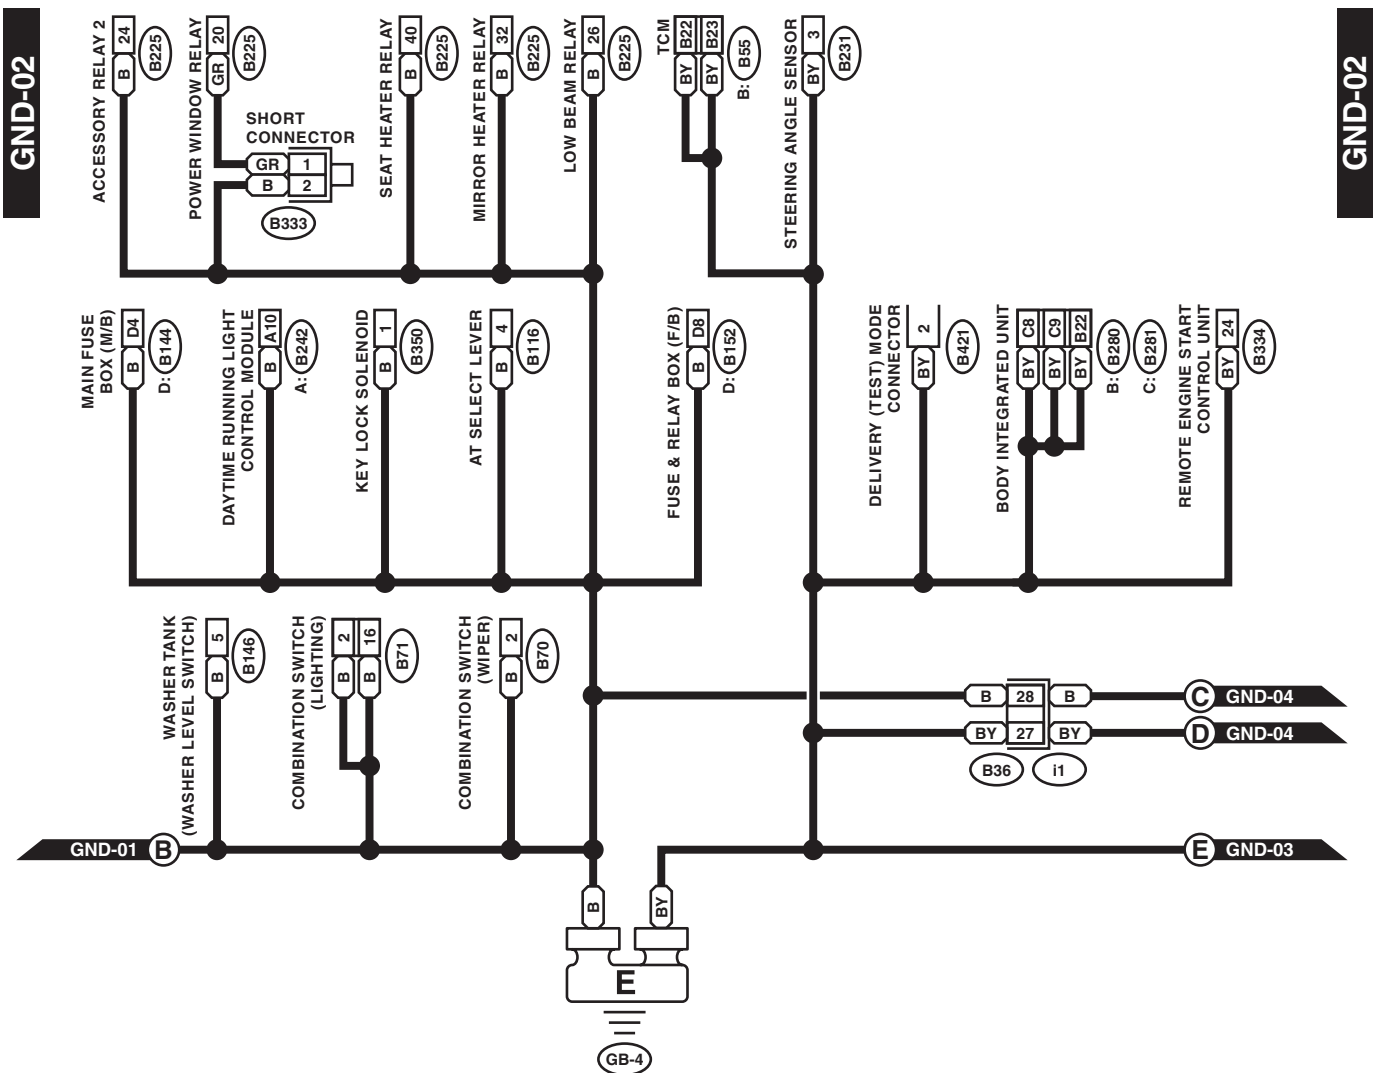 GND-02
GND-02
ACCESSORY RELAY 2
24
B
B225
POWER WINDOW RELAY
20
GR
B225
SHORT
CONNECTOR
GR 1
B 2
B333
SEAT HEATER RELAY
40
B
B225
MIRROR HEATER RELAY
32
B
B225
LOW BEAM RELAY
26
B
B225
TCM
B22 B23
BY BY
B: B55
STEERING ANGLE SENSOR
3
BY
B231
MAIN FUSE
BOX (M/B)
D4
B
D: B144
DAYTIME RUNNING LIGHT
CONTROL MODULE
A10
B
A: B242
KEY LOCK SOLENOID
1
B
B350
AT SELECT LEVER
4
B
B116
FUSE & RELAY BOX (F/B)
D8
B
D: B152
DELIVERY (TEST) MODE
CONNECTOR
2
BY
B421
BODY INTEGRATED UNIT
C8 C9 B22
BY BY BY
B: B280
C: B281
REMOTE ENGINE START
CONTROL UNIT
24
BY
B334
WASHER TANK
(WASHER LEVEL SWITCH)
5
B
B146
COMBINATION SWITCH
(LIGHTING)
2 16
B B
B71
COMBINATION SWITCH
(WIPER)
2
B
B70
B 28 B
C GND-04
BY 27 BY
D GND-04
B36 i1
GND-01 B
E GND-03
B BY
E
GB-4